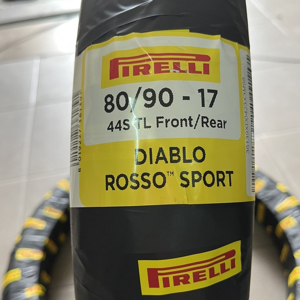 PIRELLI
80/90 - 17
44S TL Front/Rear
DIABLO
ROSSO™ SPORT
PIRELLI